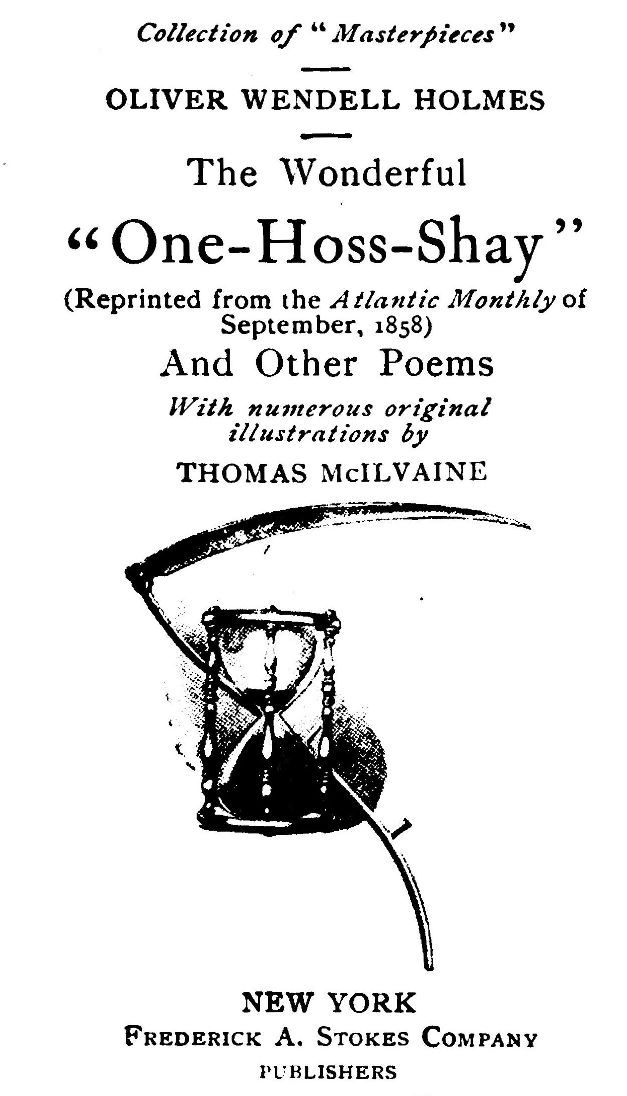 Collection of "Masterpieces"
OLIVER WENDELL HOLMES
The Wonderful
"One-Hoss-Shay"
(Reprinted from the Atlantic Monthly of
September, 1858)
And Other Poems
With numerous original
illustrations by
THOMAS McILVAINE
NEW YORK
FREDERICK A. STOKES COMPANY
PUBLISHERS